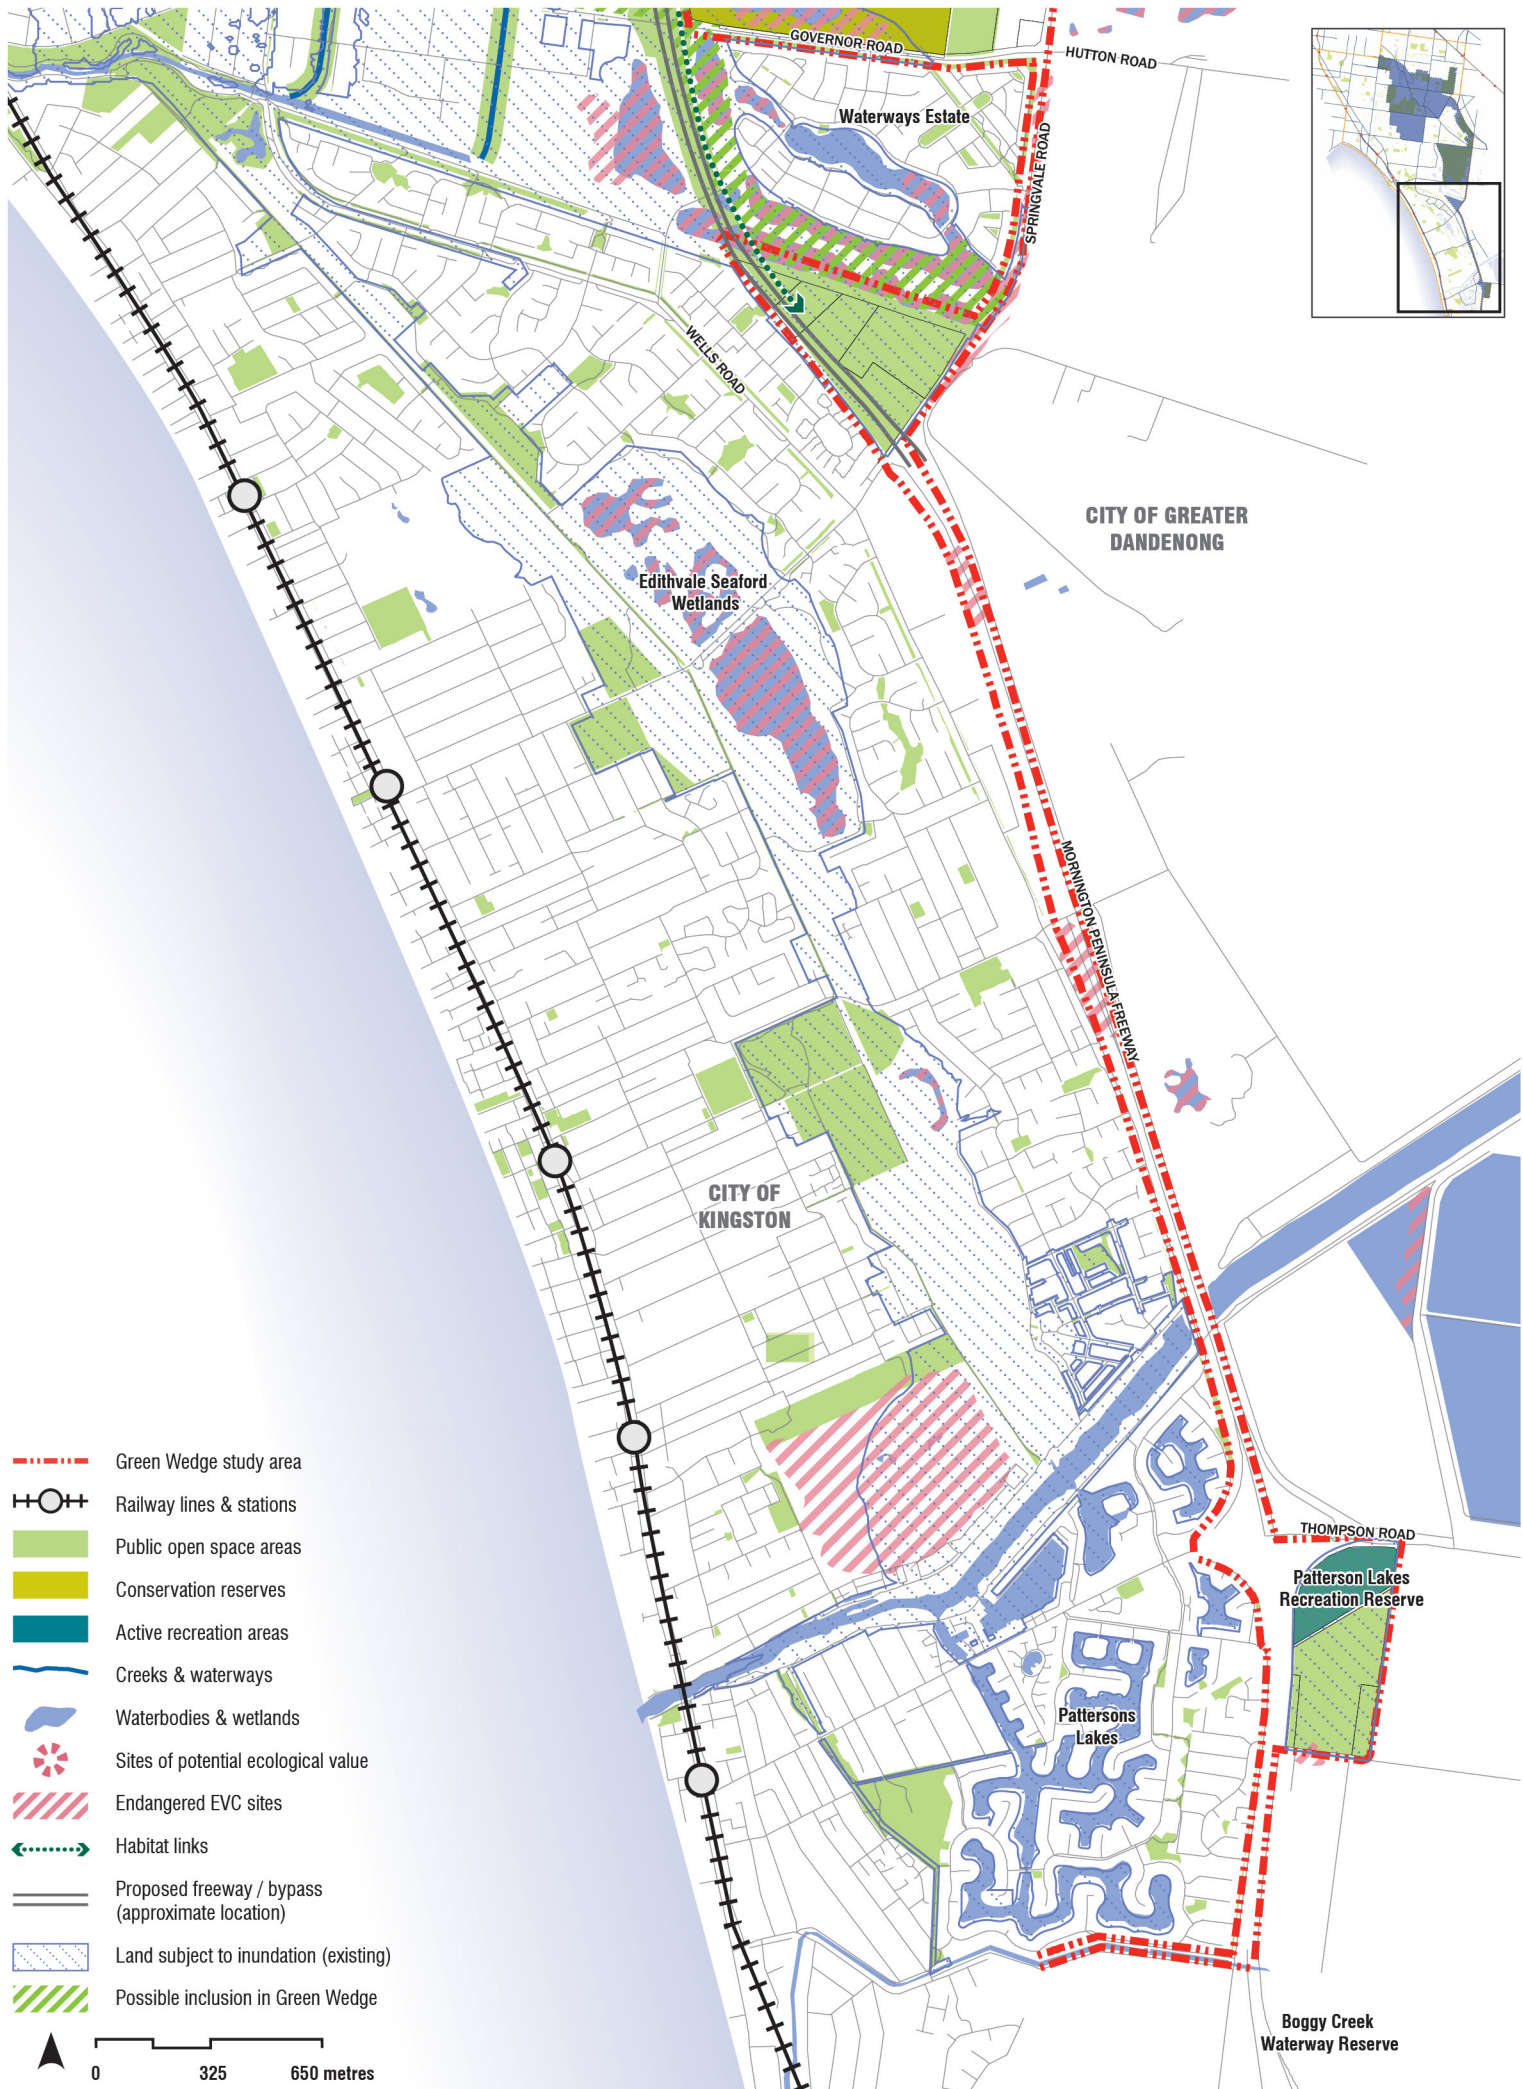 GOVERNOR ROAD
HUTTON ROAD
Waterways Estate
SPRINGVALE ROAD
WELLS ROAD
CITY OF GREATER
DANDENONG
Edithvale Seaford
Wetlands
MORNINGTON PENINSULA FREEWAY
CITY OF
KINGSTON
THOMPSON ROAD
Patterson Lakes
Recreation Reserve
Pattersons
Lakes
Boggy Creek
Waterway Reserve
Green Wedge study area
Railway lines & stations
Public open space areas
Conservation reserves
Active recreation areas
Creeks & waterways
Waterbodies & wetlands
Sites of potential ecological value
Endangered EVC sites
Habitat links
Proposed freeway / bypass
(approximate location)
Land subject to inundation (existing)
Possible inclusion in Green Wedge
0 325 650 metres